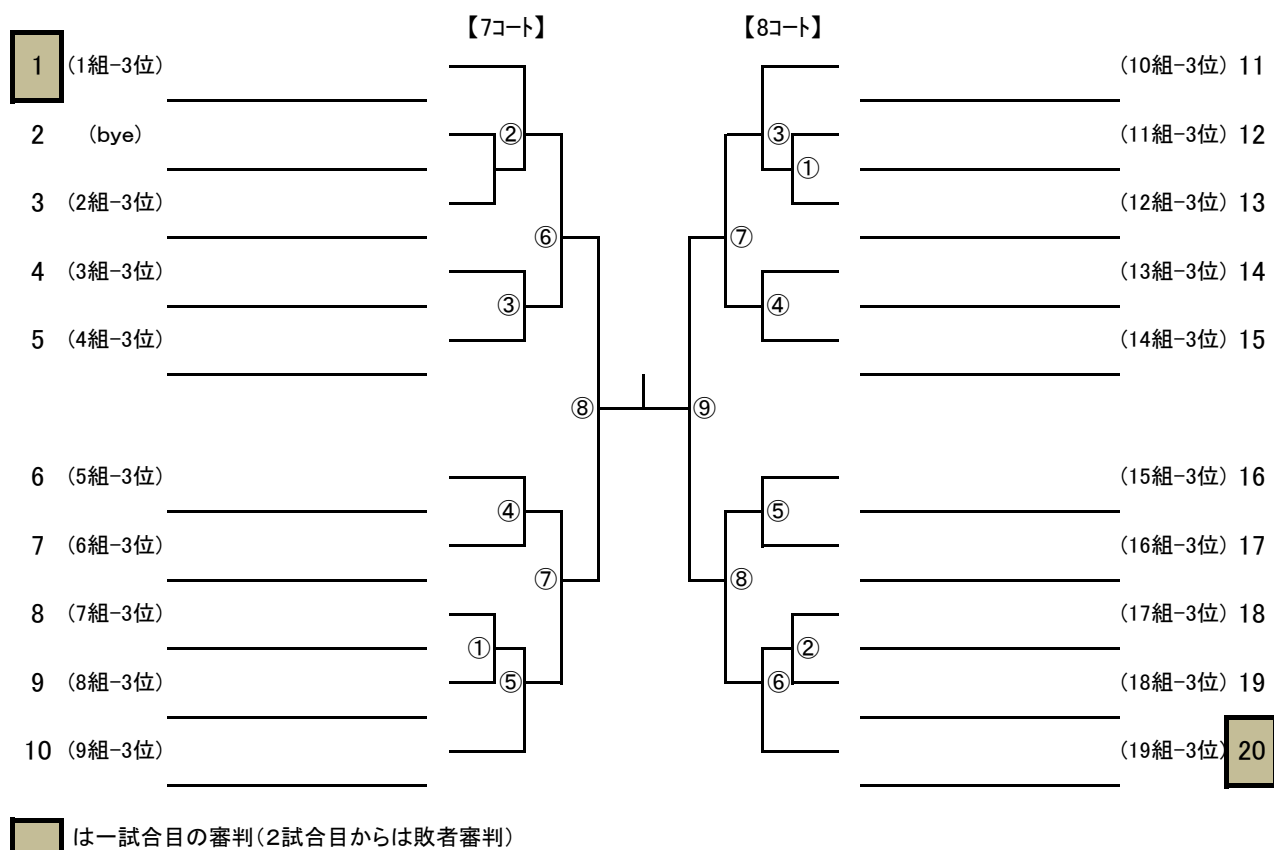 【7コート】 【8コート】
1 (1組-3位) (10組-3位) 11
2 (bye) ② ③ (11組-3位) 12
①
3 (2組-3位) (12組-3位) 13
⑥ ⑦
4 (3組-3位) (13組-3位) 14
③ ④
5 (4組-3位) (14組-3位) 15
⑧ ⑨
6 (5組-3位) (15組-3位) 16
④ ⑤
7 (6組-3位) (16組-3位) 17
⑦ ⑧
8 (7組-3位) (17組-3位) 18
① ②
9 (8組-3位) ⑤ ⑥ (18組-3位) 19
10 (9組-3位) (19組-3位) 20
は一試合目の審判(2試合目からは敗者審判)